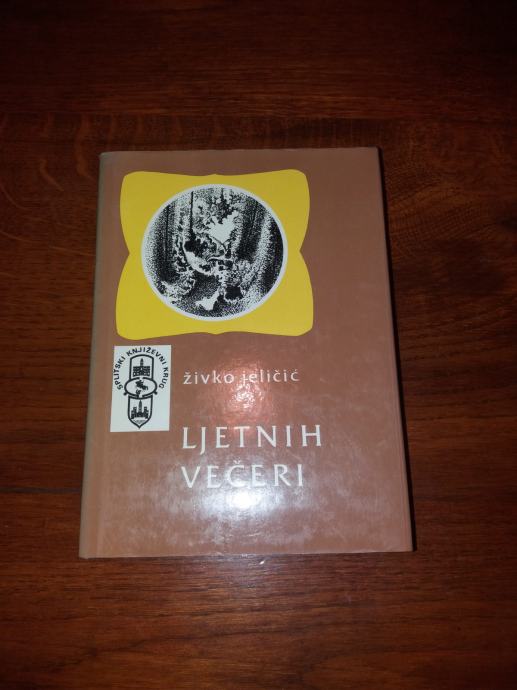 SPLITSKI KNJIŽEVNI KRUG
živko jeličić
LJETNIH
VEČERI